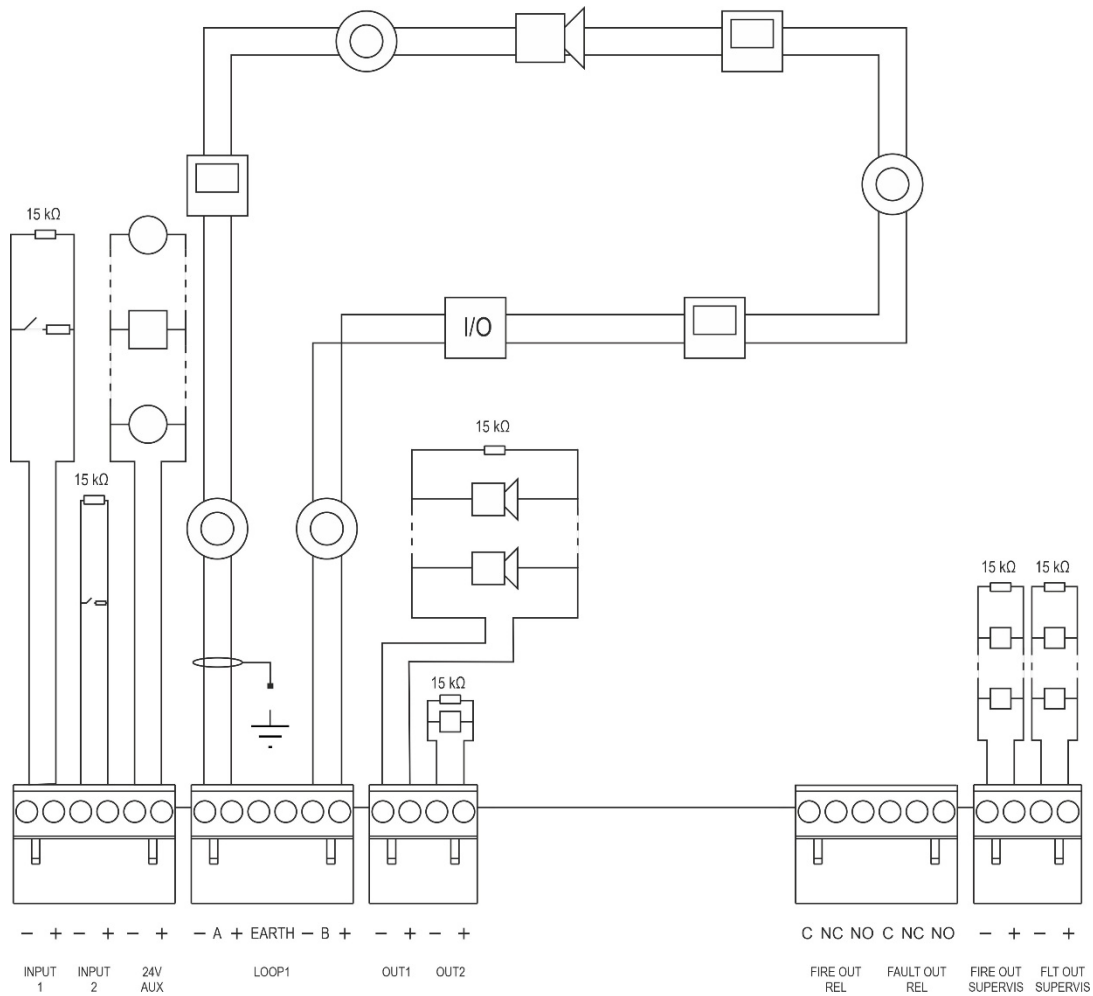 15 kΩ
I/O
15 kΩ
15 kΩ
15 kΩ 15 kΩ
15 kΩ
− + − + − + − A + EARTH − B + − + − + C NC NO C NC NO − + − +
INPUT 1
INPUT 2
24V AUX
LOOP1
OUT1
OUT2
FIRE OUT REL
FAULT OUT REL
FIRE OUT SUPERVIS
FLT OUT SUPERVIS